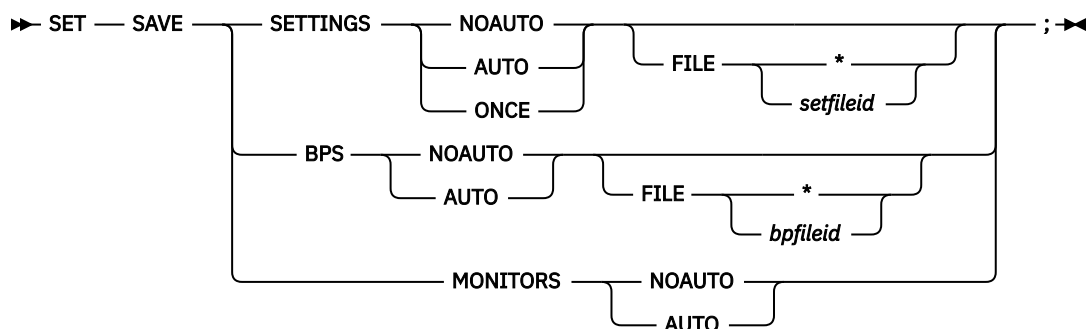 SET SAVE SETTINGS NOAUTO ;
AUTO
ONCE
FILE *
setfileid
BPS NOAUTO
AUTO
FILE *
bpfileid
MONITORS NOAUTO
AUTO